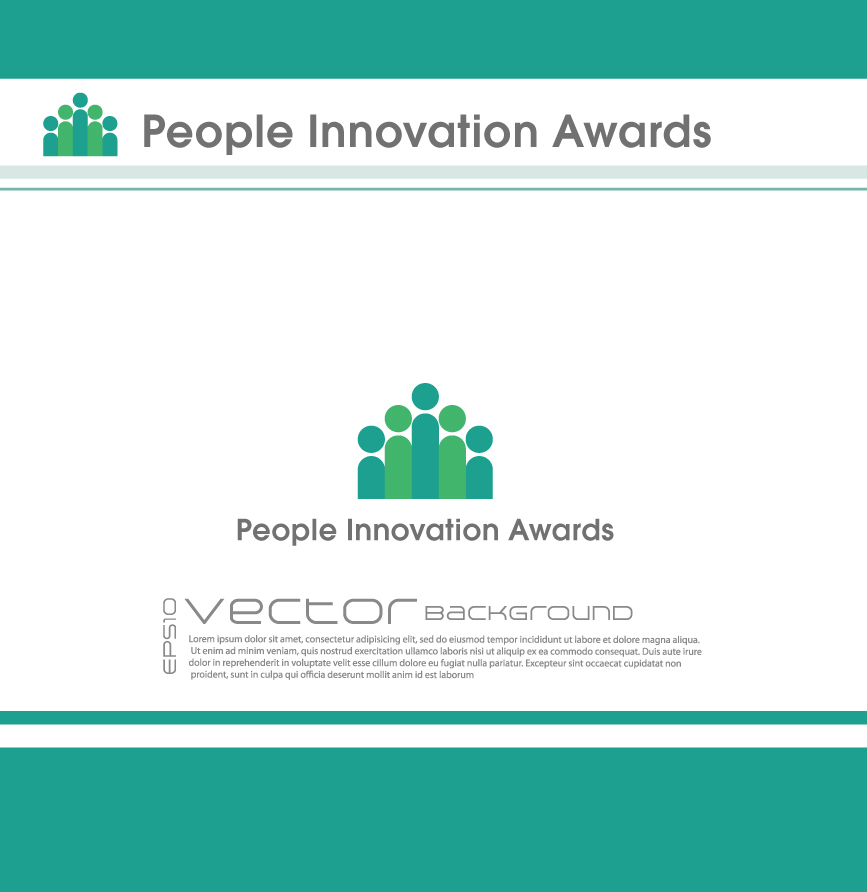 People Innovation Awards
People Innovation Awards
EPS10
vector BACKGROUND
Lorem ipsum dolor sit amet, consectetur adipisicing elit, sed do eiusmod tempor incididunt ut labore et dolore magna aliqua.
Ut enim ad minim veniam, quis nostrud exercitation ullamco laboris nisi ut aliquip ex ea commodo consequat. Duis aute irure
dolor in reprehenderit in voluptate velit esse cillum dolore eu fugiat nulla pariatur. Excepteur sint occaecat cupidatat non
proident, sunt in culpa qui officia deserunt mollit anim id est laborum